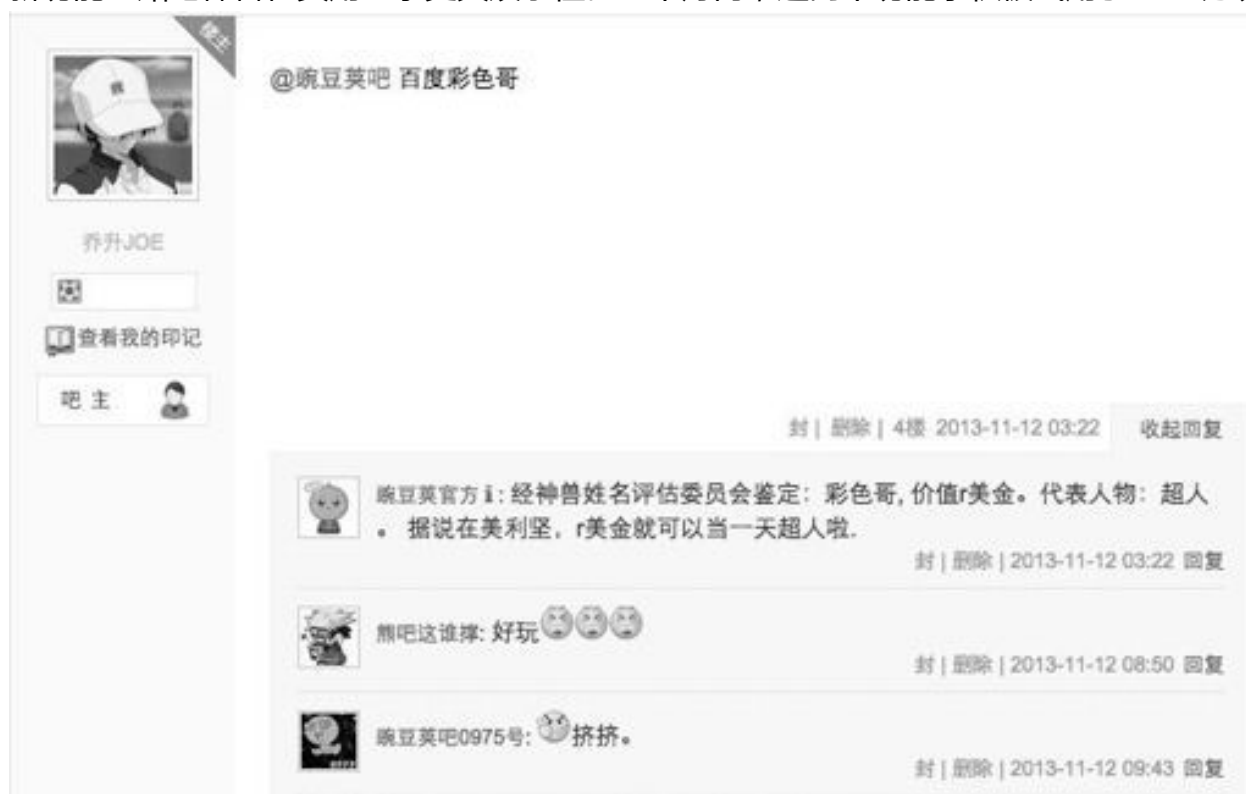 楼主
@豌豆荚吧 百度彩色哥
乔升JOE
查看我的印记
吧 主
封 | 删除 | 4楼 2013-11-12 03:22 收起回复
豌豆荚官方i: 经神兽姓名评估委员会鉴定：彩色哥, 价值r美金。代表人物：超人
。 据说在美利坚，r美金就可以当一天超人啦.
封 | 删除 | 2013-11-12 03:22 回复
熊吧这谁撑: 好玩
封 | 删除 | 2013-11-12 08:50 回复
豌豆荚吧0975号: 挤挤。
封 | 删除 | 2013-11-12 09:43 回复